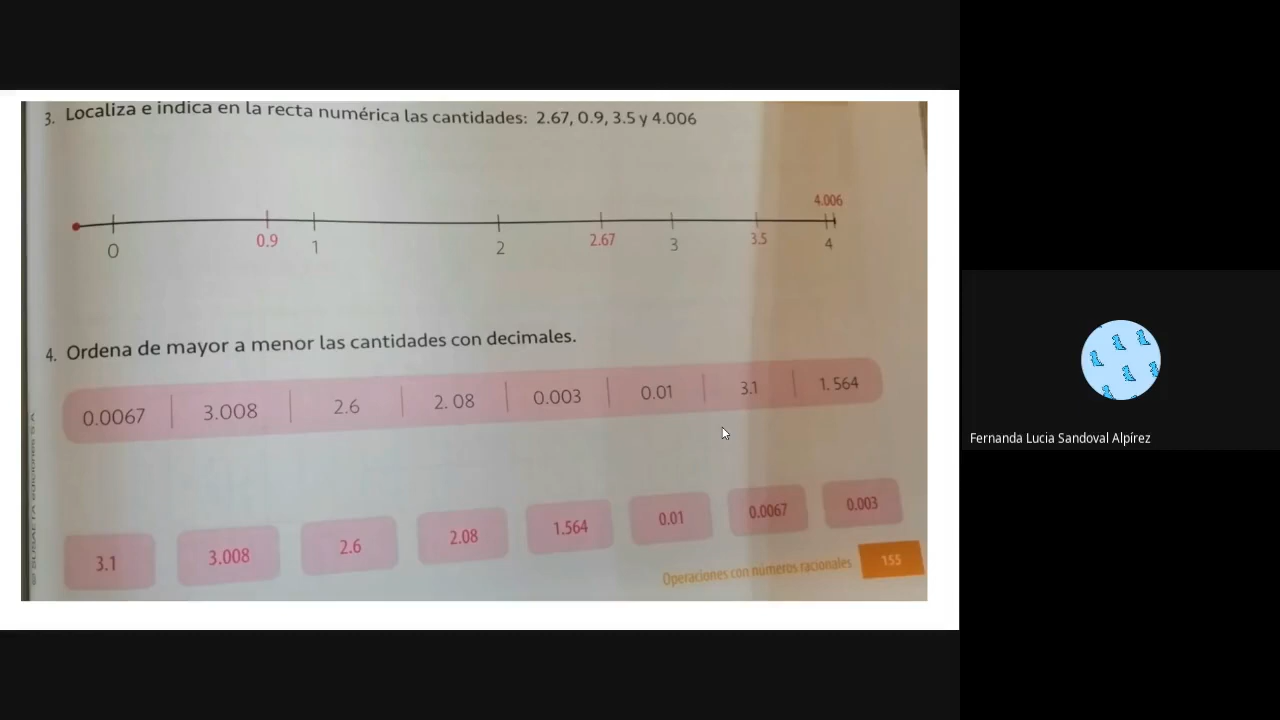 3. Localiza e indica en la recta numérica las cantidades: 2.67, 0.9, 3.5 y 4.006
4.006
0 0.9 1 2 2.67 3 3.5 4
4. Ordena de mayor a menor las cantidades con decimales.
0.0067 3.008 2.6 2. 08 0.003 0.01 3.1 1. 564
3.1 3.008 2.6 2.08 1.564 0.01 0.0067 0.003
Operaciones con números racionales 155
Fernanda Lucia Sandoval Alpírez